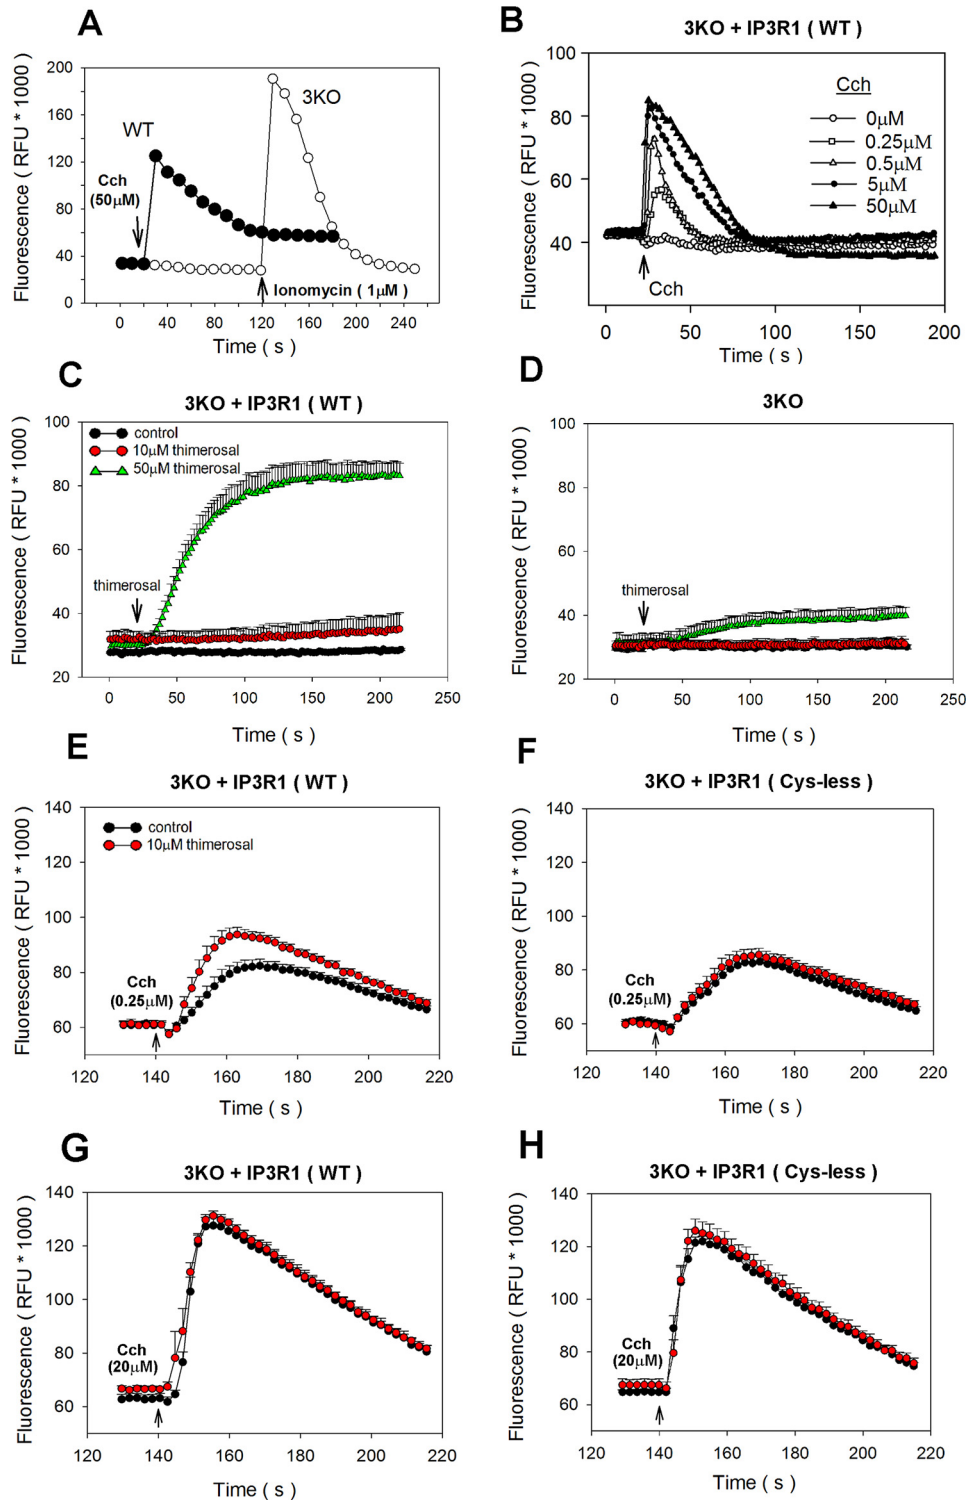 A
Fluorescence ( RFU * 1000 )
200
160
120
80
60
40
0
WT
3KO
Cch
(50µM)
Ionomycin ( 1µM )
0 40 80 120 160 200 240
Time ( s )
B
3KO + IP3R1 ( WT )
Fluorescence ( RFU * 1000 )
100
80
60
40
Cch
0µM
0.25µM
0.5µM
5µM
50µM
Cch
0 50 100 150 200
Time ( s )
C
3KO + IP3R1 ( WT )
Fluorescence ( RFU * 1000 )
100
80
60
40
20
control
10µM thimerosal
50µM thimerosal
thimerosal
0 50 100 150 200 250
Time ( s )
D
3KO
Fluorescence ( RFU * 1000 )
100
80
60
40
20
thimerosal
0 50 100 150 200 250
Time ( s )
E
3KO + IP3R1 ( WT )
Fluorescence ( RFU * 1000 )
140
120
100
80
60
control
10µM thimerosal
Cch
(0.25µM)
120 140 160 180 200 220
Time ( s )
F
3KO + IP3R1 ( Cys-less )
Fluorescence ( RFU * 1000 )
140
120
100
80
60
Cch
(0.25µM)
120 140 160 180 200 220
Time ( s )
G
3KO + IP3R1 ( WT )
Fluorescence ( RFU * 1000 )
140
120
100
80
60
Cch
(20µM)
120 140 160 180 200 220
Time ( s )
H
3KO + IP3R1 ( Cys-less )
Fluorescence ( RFU * 1000 )
140
120
100
80
60
Cch
(20µM)
120 140 160 180 200 220
Time ( s )